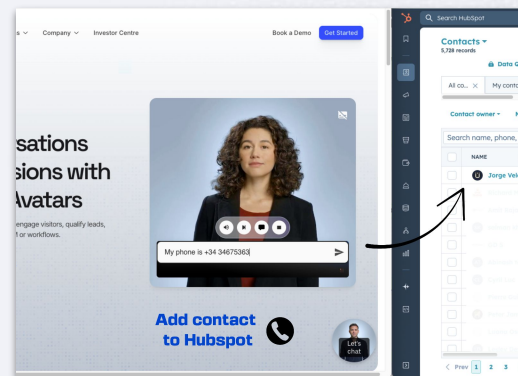 s
Company
Investor Centre
Book a Demo
Get Started
rsations
sions with
Avatars
engage visitors, qualify leads,
or workflows.
My phone is +34 34675363
Add contact
to Hubspot
Let's
chat
Search HubSpot
Contacts
5,728 records
Data G
All co...
My conta
Contact owner
Search name, phone,
NAME
Jorge Vel
Prev 1 2 3